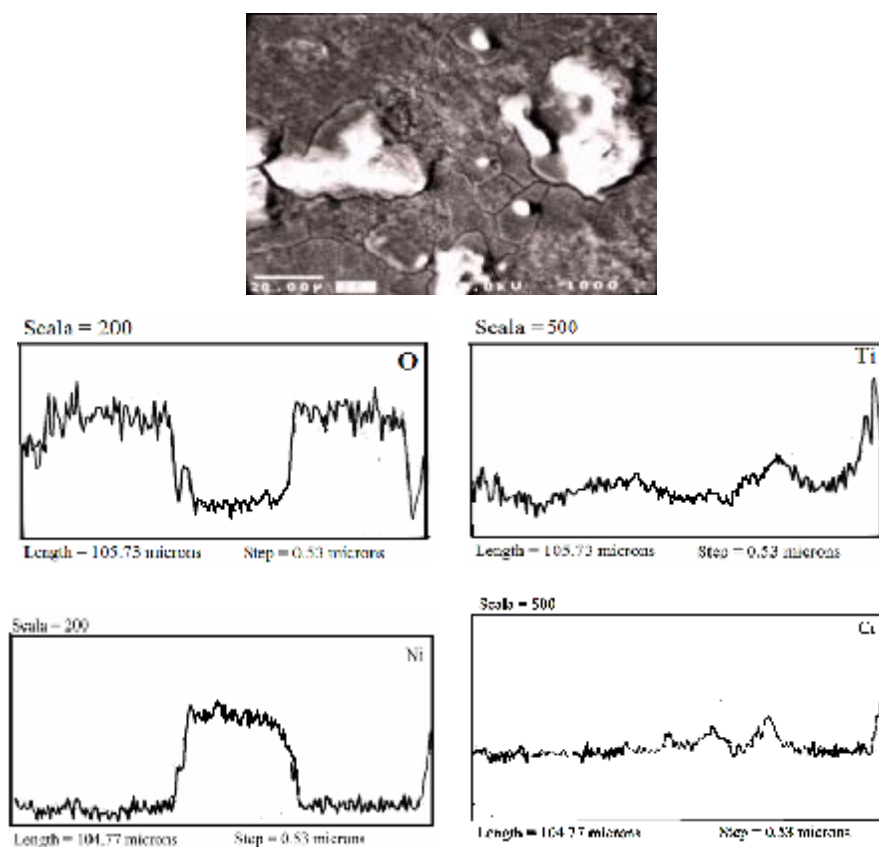 20.00μ
1000
Scala = 200
O
Length = 105.73 microns Step = 0.53 microns
Scala = 500
Ti
Length = 105.73 microns Step = 0.53 microns
Scala = 200
Ni
Length = 104.77 microns Step = 0.53 microns
Scala = 500
Length = 104.77 microns Step = 0.53 microns